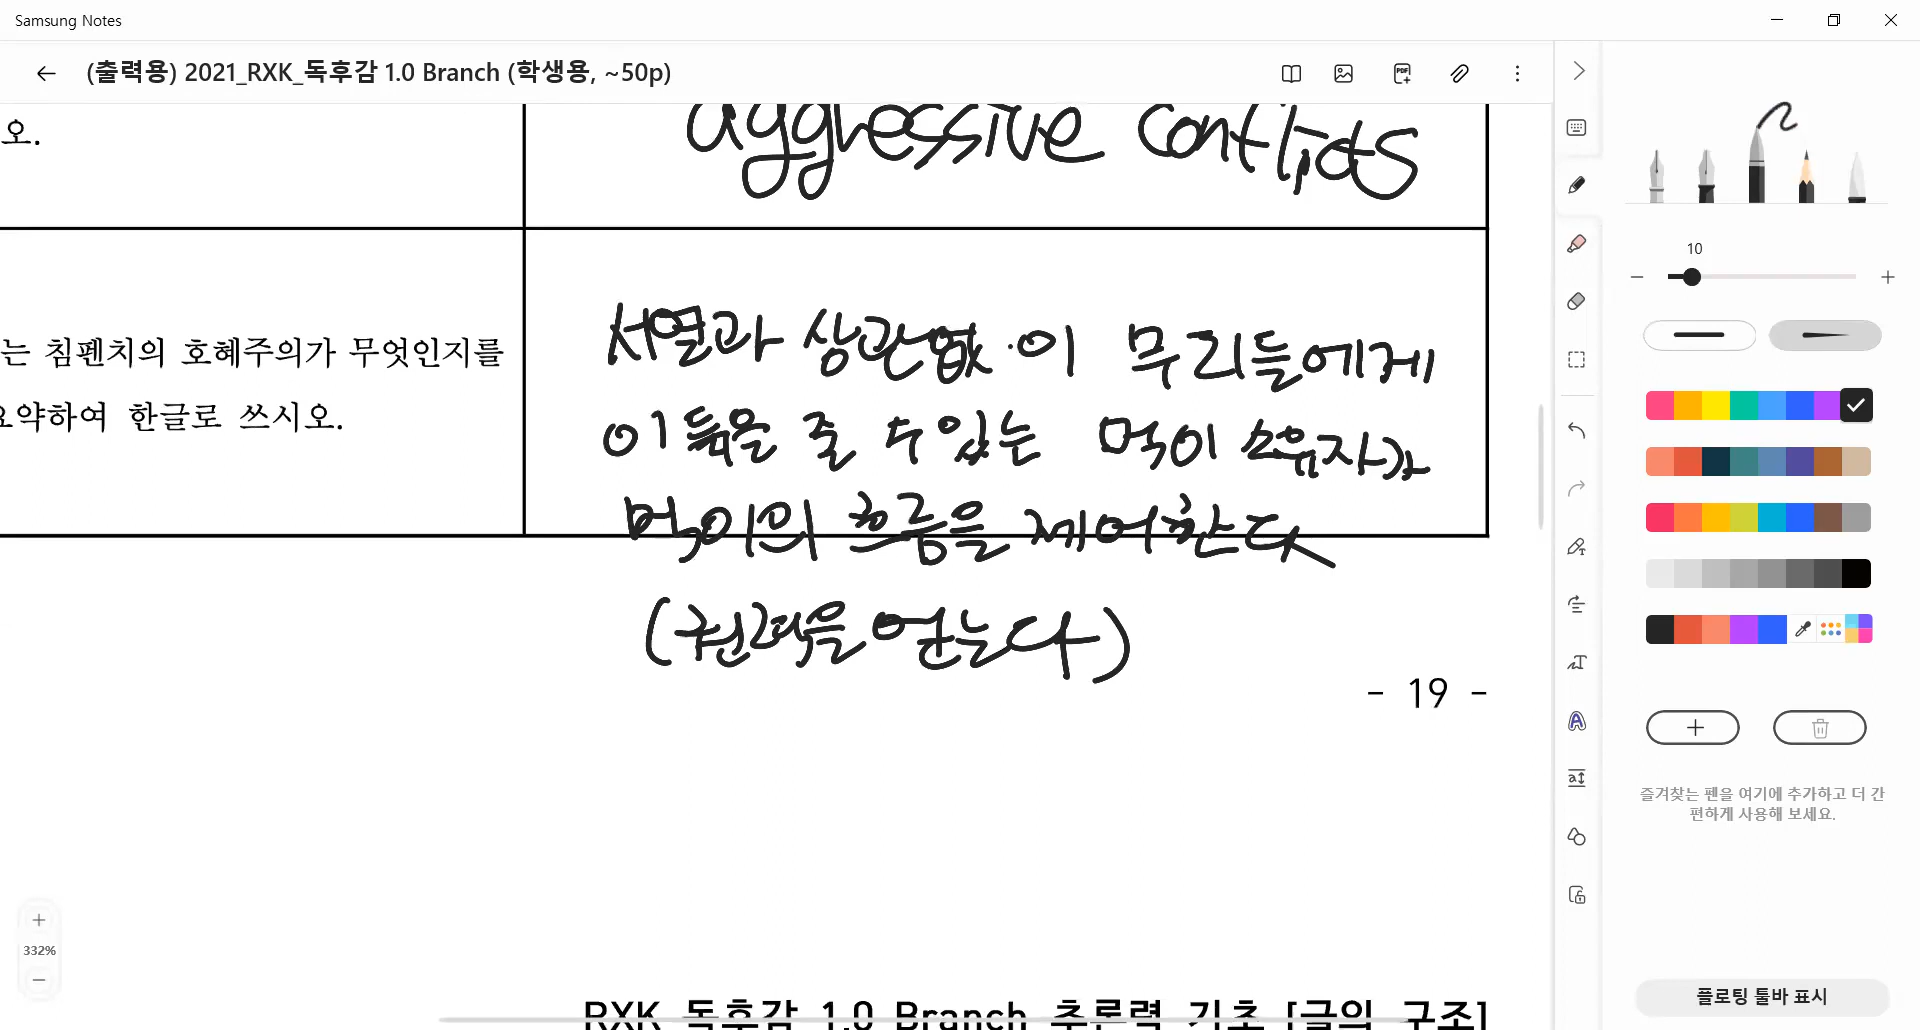 Samsung Notes
(출력용) 2021_RXK_독후감 1.0 Branch (학생용, ~50p)
오.
aggressive conflicts
는 침펜치의 호혜주의가 무엇인지를
요약하여 한글로 쓰시오.
서열과 상관없이 무리들에게
이득을 줄 수 있는 먹이 소유자가
먹이의 흐름을 제어한다
(권력을 얻는다)
- 19 -
RXK 독후감 1.0 Branch 추론력 기초 [글의 구조]
332%
10
즐겨찾는 펜을 여기에 추가하고 더 간
편하게 사용해 보세요.
플로팅 툴바 표시